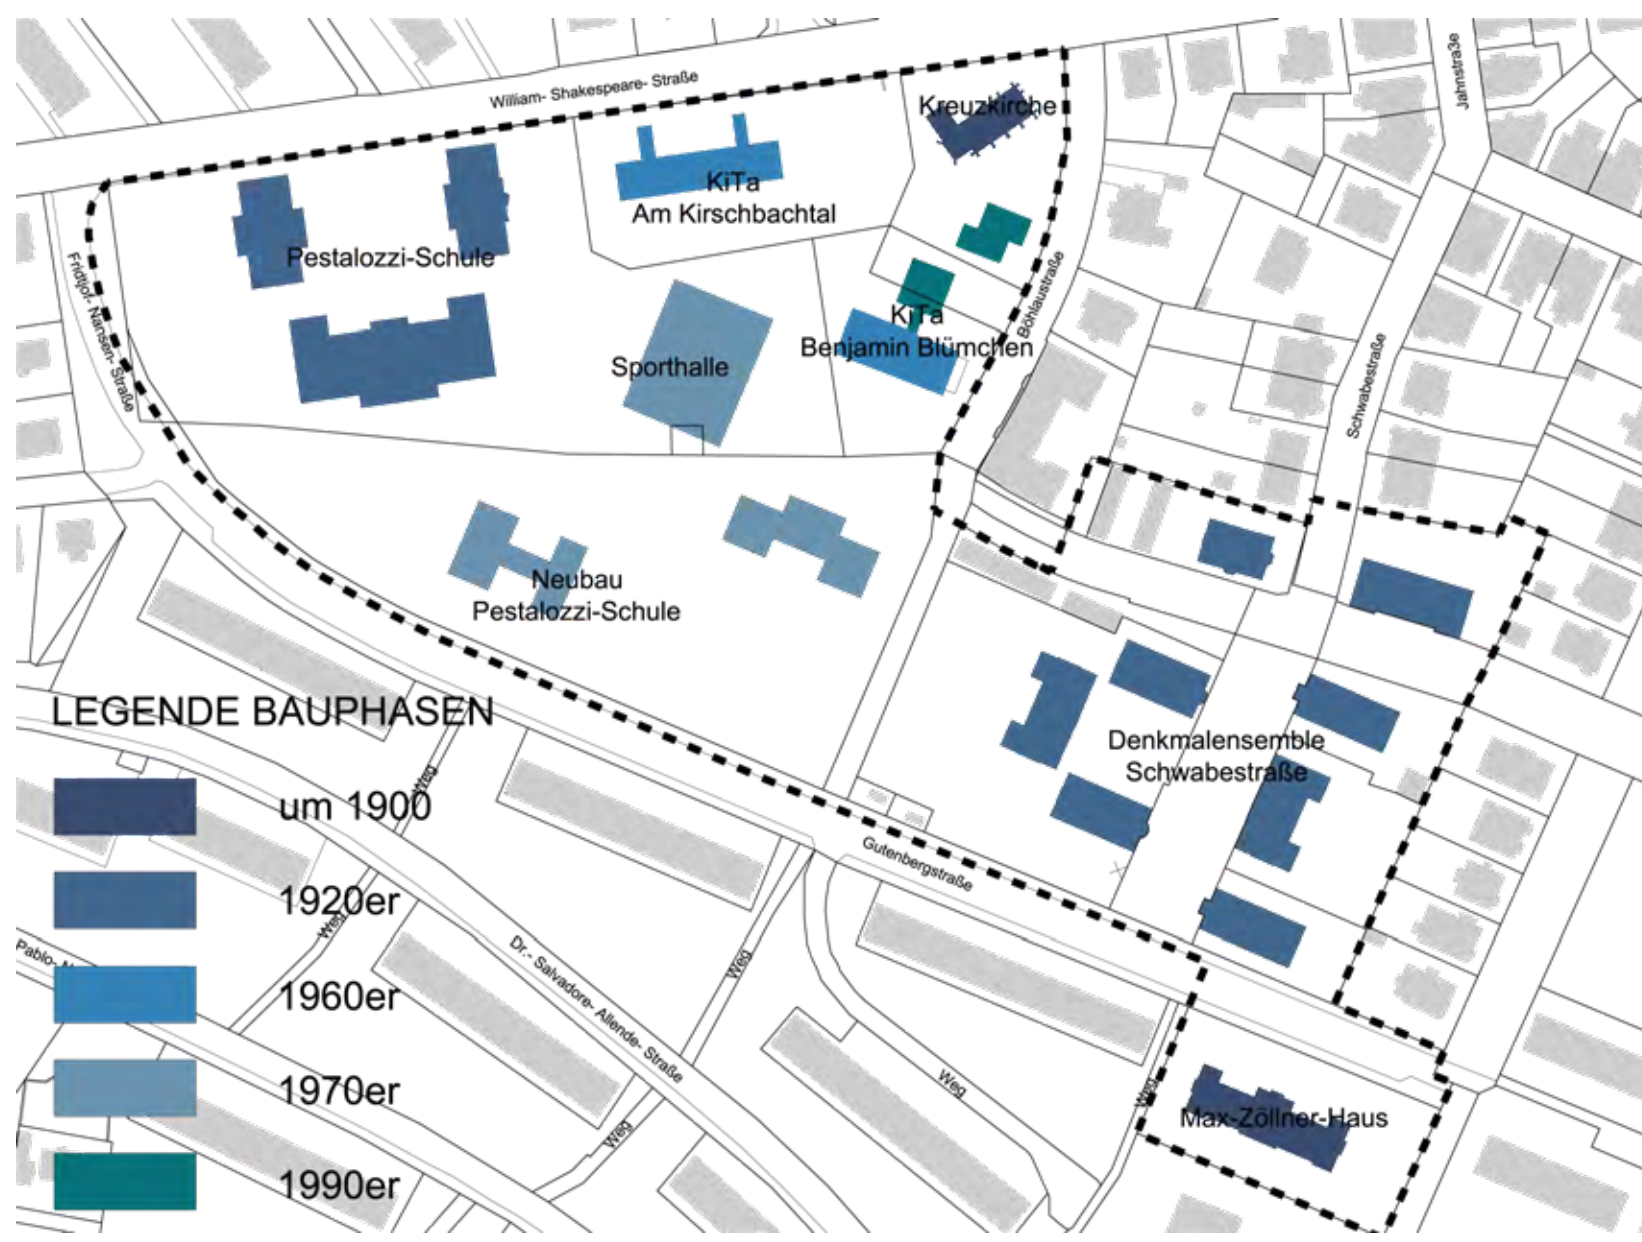 William- Shakespeare- Straße
Jahnstraße
Kreuzkirche
KiTa
Am Kirschbachtal
Pestalozzi-Schule
Fridtjof- Nansen- Straße
Böhlaustraße
KiTa
Benjamin Blümchen
Sporthalle
Schwabestraße
Neubau
Pestalozzi-Schule
LEGENDE BAUPHASEN
Denkmalensemble
Schwabestraße
Weg
um 1900
Gutenbergstraße
1920er
Weg
Dr.- Salvadore- Allende- Straße
Pablo-
Weg
1960er
Weg
1970er
Weg
Max-Zöllner-Haus
Weg
1990er